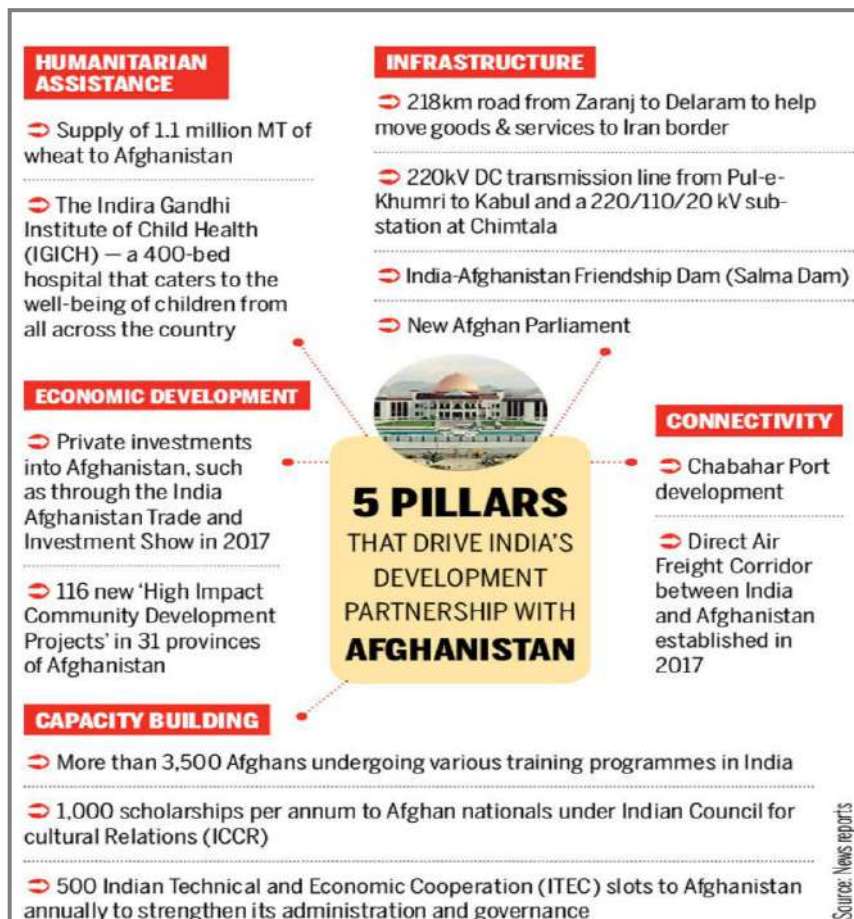 HUMANITARIAN
ASSISTANCE
➲ Supply of 1.1 million MT of
wheat to Afghanistan
➲ The Indira Gandhi
Institute of Child Health
(IGICH) — a 400-bed
hospital that caters to the
well-being of children from
all across the country
INFRASTRUCTURE
➲ 218km road from Zaranj to Delaram to help
move goods & services to Iran border
➲ 220kV DC transmission line from Pul-e-
Khumri to Kabul and a 220/110/20 kV sub-
station at Chimtala
➲ India-Afghanistan Friendship Dam (Salma Dam)
➲ New Afghan Parliament
ECONOMIC DEVELOPMENT
➲ Private investments
into Afghanistan, such
as through the India
Afghanistan Trade and
Investment Show in 2017
➲ 116 new ‘High Impact
Community Development
Projects’ in 31 provinces
of Afghanistan
5 PILLARS
THAT DRIVE INDIA’S
DEVELOPMENT
PARTNERSHIP WITH
AFGHANISTAN
CONNECTIVITY
➲ Chabahar Port
development
➲ Direct Air
Freight Corridor
between India
and Afghanistan
established in
2017
CAPACITY BUILDING
➲ More than 3,500 Afghans undergoing various training programmes in India
➲ 1,000 scholarships per annum to Afghan nationals under Indian Council for
cultural Relations (ICCR)
➲ 500 Indian Technical and Economic Cooperation (ITEC) slots to Afghanistan
annually to strengthen its administration and governance
Source: News reports